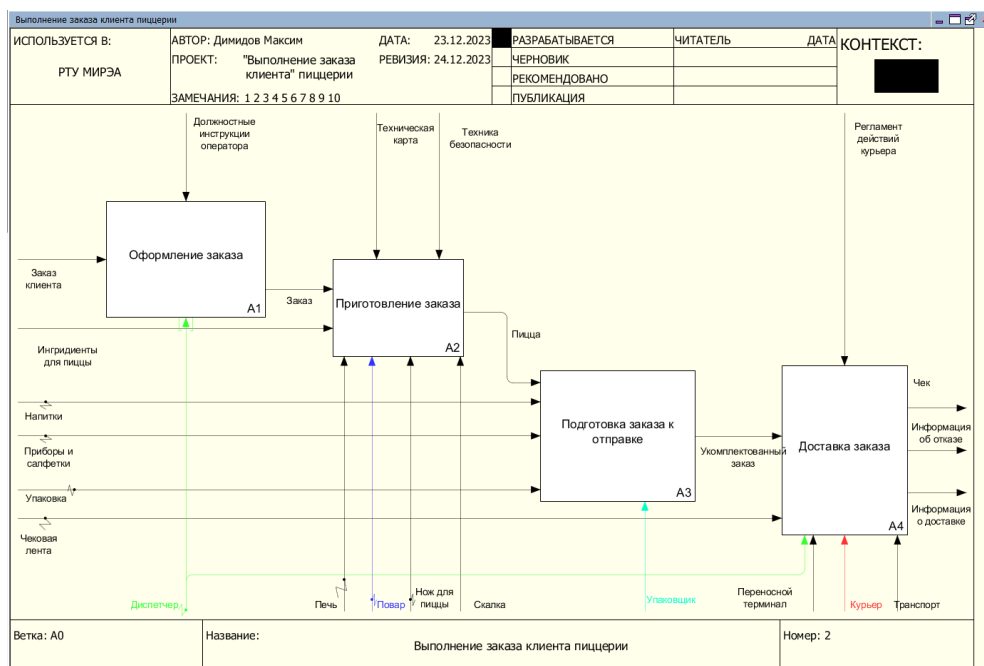 Выполнение заказа клиента пиццерии
ИСПОЛЬЗУЕТСЯ В:
РТУ МИРЭА
АВТОР: Димидов Максим
ДАТА: 23.12.2023
ПРОЕКТ: "Выполнение заказа
клиента" пиццерии
РЕВИЗИЯ: 24.12.2023
ЗАМЕЧАНИЯ: 1 2 3 4 5 6 7 8 9 10
РАЗРАБАТЫВАЕТСЯ
ЧЕРНОВИК
РЕКОМЕНДОВАНО
ПУБЛИКАЦИЯ
ЧИТАТЕЛЬ
ДАТА
КОНТЕКСТ:
Должностные
инструкции
оператора
Техническая
карта
Техника
безопасности
Регламент
действий
курьера
Оформление заказа
A1
Заказ
клиента
Заказ
Приготовление заказа
A2
Ингридиенты
для пиццы
Пицца
Напитки
Приборы и
салфетки
Упаковка
Чековая
лента
Подготовка заказа к
отправке
A3
Укомплектованный
заказ
Доставка заказа
A4
Чек
Информация
об отказе
Информация
о доставке
Диспетчер
Печь
Повар
Нож для
пиццы
Скалка
Упаковщик
Переносной
терминал
Курьер
Транспорт
Ветка: A0
Название:
Выполнение заказа клиента пиццерии
Номер: 2